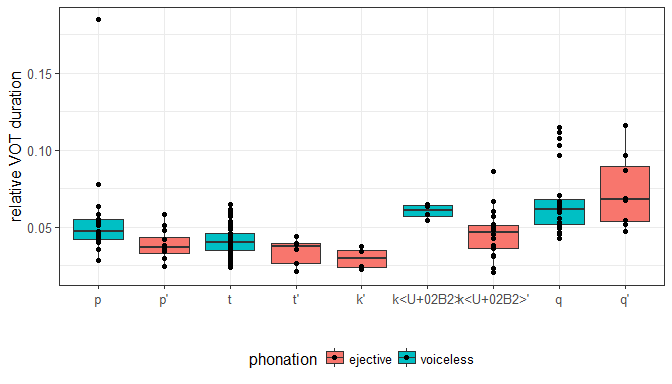 0.15
0.10
0.05
relative VOT duration
p p' t t' k' k<U+02B2> k<U+02B2>' q q'
phonation ejective voiceless